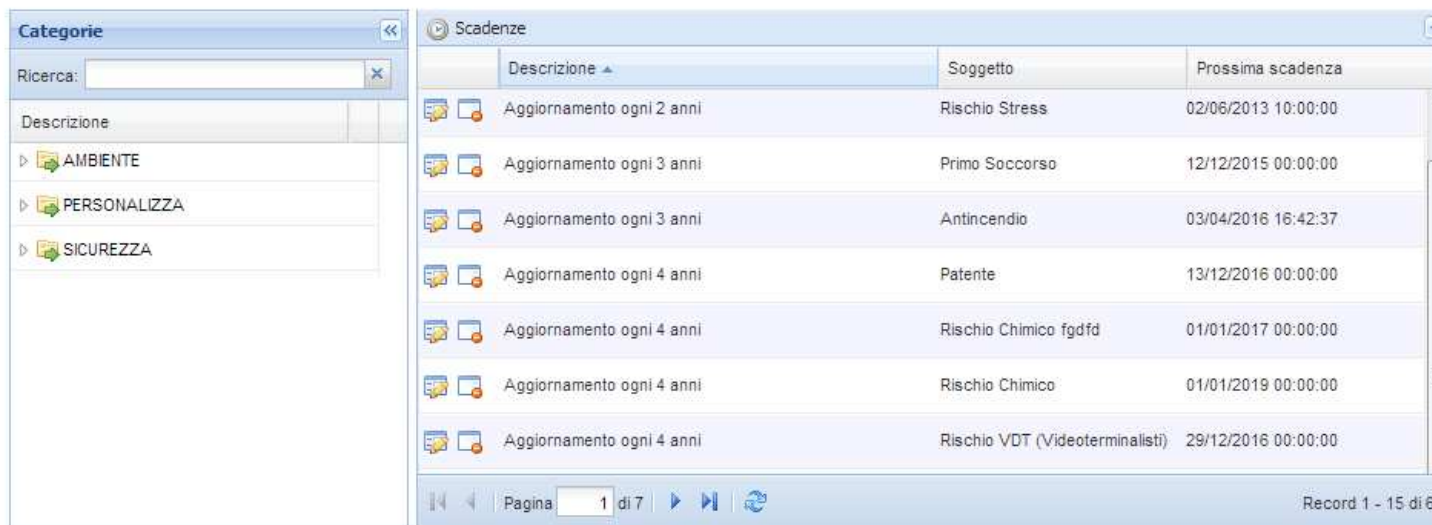 Categorie
Ricerca:
Descrizione
AMBIENTE
PERSONALIZZA
SICUREZZA
Scadenze
Descrizione Soggetto Prossima scadenza
Aggiornamento ogni 2 anni Rischio Stress 02/06/2013 10:00:00
Aggiornamento ogni 3 anni Primo Soccorso 12/12/2015 00:00:00
Aggiornamento ogni 3 anni Antincendio 03/04/2016 16:42:37
Aggiornamento ogni 4 anni Patente 13/12/2016 00:00:00
Aggiornamento ogni 4 anni Rischio Chimico fgdfd 01/01/2017 00:00:00
Aggiornamento ogni 4 anni Rischio Chimico 01/01/2019 00:00:00
Aggiornamento ogni 4 anni Rischio VDT (Videoterminalisti) 29/12/2016 00:00:00
Pagina 1 di 7 Record 1 - 15 di